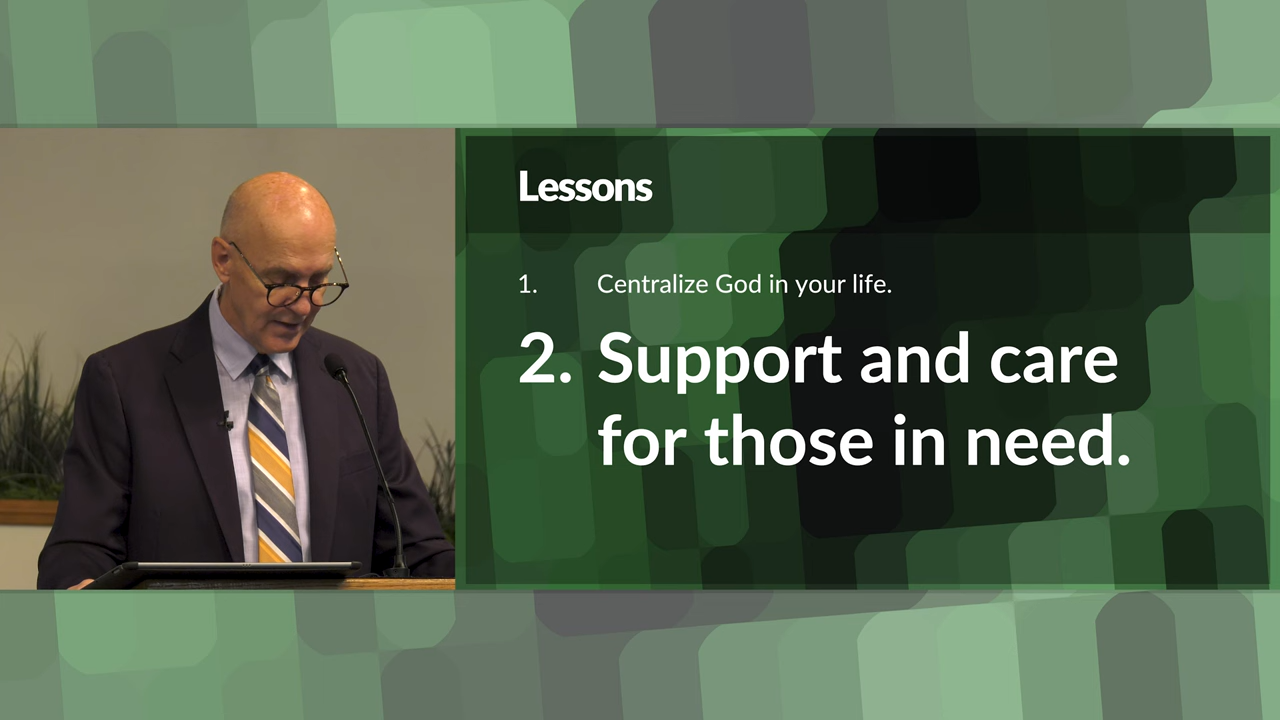 Lessons
1. Centralize God in your life.
2. Support and care
for those in need.